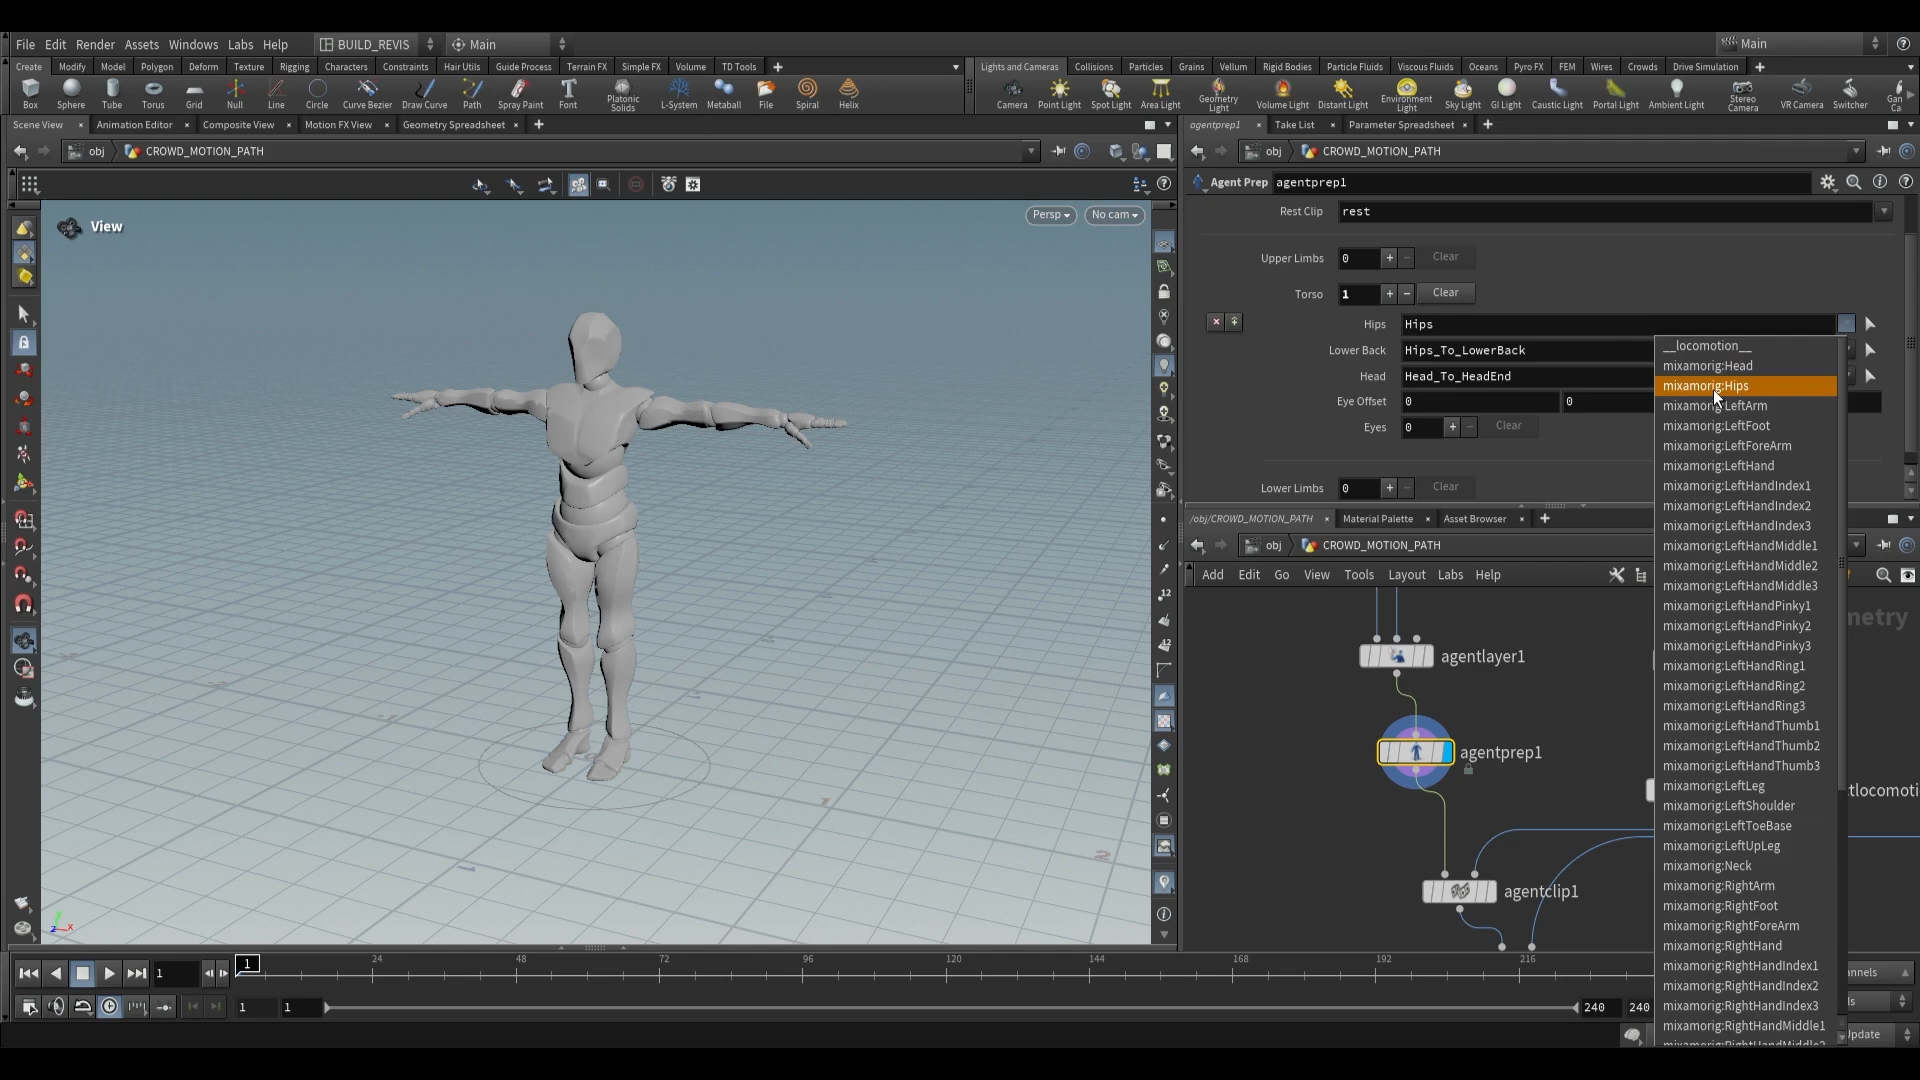 File Edit Render Assets Windows Labs Help BUILD_REVIS Main Main
Create Modify Model Polygon Deform Texture Rigging Characters Constraints Hair Utils Guide Process Terrain FX Simple FX Volume TD Tools
Lights and Cameras Collisions Particles Grains Vellum Rigid Bodies Particle Fluids Viscous Fluids Oceans Pyro FX FEM Wires Crowds Drive Simulation
Box Sphere Tube Torus Grid Null Line Circle Curve Bezier Draw Curve Path Spray Paint Font Platonic Solids L-System Metaball File Spiral Helix
Camera Point Light Spot Light Area Light Geometry Light Volume Light Distant Light Environment Light Sky Light GI Light Caustic Light Portal Light Ambient Light Stereo Camera VR Camera Switcher
Scene View Animation Editor Composite View Motion FX View Geometry Spreadsheet
agentprep1 Take List Parameter Spreadsheet
obj CROWD_MOTION_PATH
obj CROWD_MOTION_PATH
Agent Prep agentprep1
View
Persp No cam
Rest Clip rest
Upper Limbs 0 Clear
Torso 1 Clear
Hips Hips
Lower Back Hips_To_LowerBack
Head Head_To_HeadEnd
Eye Offset 0 0
Eyes 0 Clear
Lower Limbs 0 Clear
__locomotion__
mixamorig:Head
mixamorig:Hips
mixamorig:LeftArm
mixamorig:LeftFoot
mixamorig:LeftForeArm
mixamorig:LeftHand
mixamorig:LeftHandIndex1
mixamorig:LeftHandIndex2
mixamorig:LeftHandIndex3
mixamorig:LeftHandMiddle1
mixamorig:LeftHandMiddle2
mixamorig:LeftHandMiddle3
mixamorig:LeftHandPinky1
mixamorig:LeftHandPinky2
mixamorig:LeftHandPinky3
mixamorig:LeftHandRing1
mixamorig:LeftHandRing2
mixamorig:LeftHandRing3
mixamorig:LeftHandThumb1
mixamorig:LeftHandThumb2
mixamorig:LeftHandThumb3
mixamorig:LeftLeg
mixamorig:LeftShoulder
mixamorig:LeftToeBase
mixamorig:LeftUpLeg
mixamorig:Neck
mixamorig:RightArm
mixamorig:RightFoot
mixamorig:RightForeArm
mixamorig:RightHand
mixamorig:RightHandIndex1
mixamorig:RightHandIndex2
mixamorig:RightHandIndex3
mixamorig:RightHandMiddle1
/obj/CROWD_MOTION_PATH Material Palette Asset Browser
obj CROWD_MOTION_PATH
Add Edit Go View Tools Layout Labs Help
agentlayer1
agentprep1
agentclip1
1 1 24 48 72 96 120 144 168 192 216
1 1 240 240